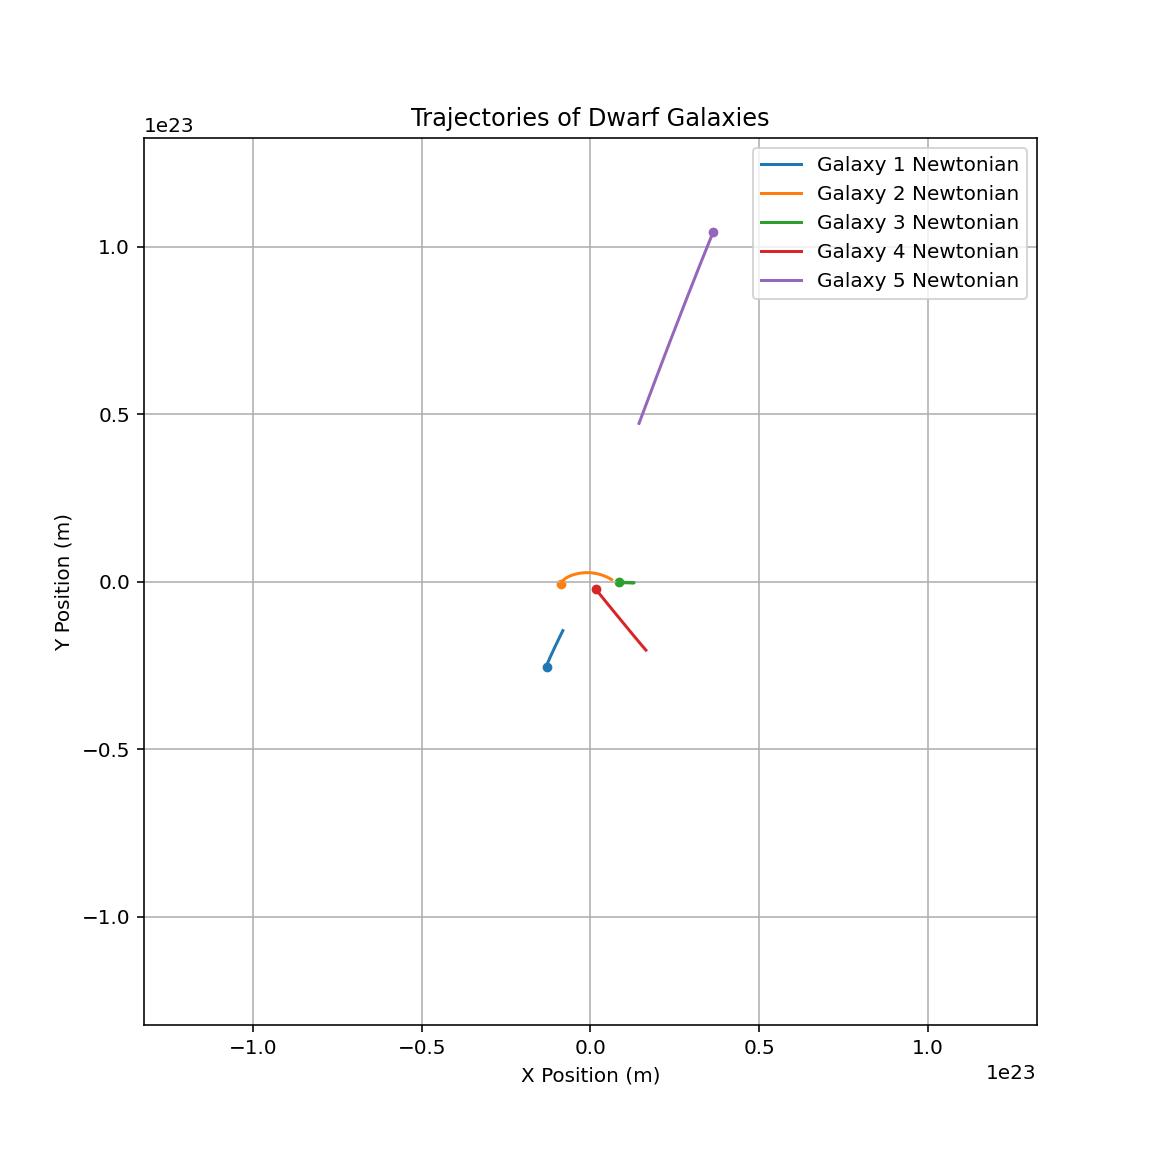 Trajectories of Dwarf Galaxies
1e23
Galaxy 1 Newtonian
Galaxy 2 Newtonian
Galaxy 3 Newtonian
Galaxy 4 Newtonian
Galaxy 5 Newtonian
1.0
0.5
0.0
−0.5
−1.0
Y Position (m)
−1.0 −0.5 0.0 0.5 1.0
1e23
X Position (m)